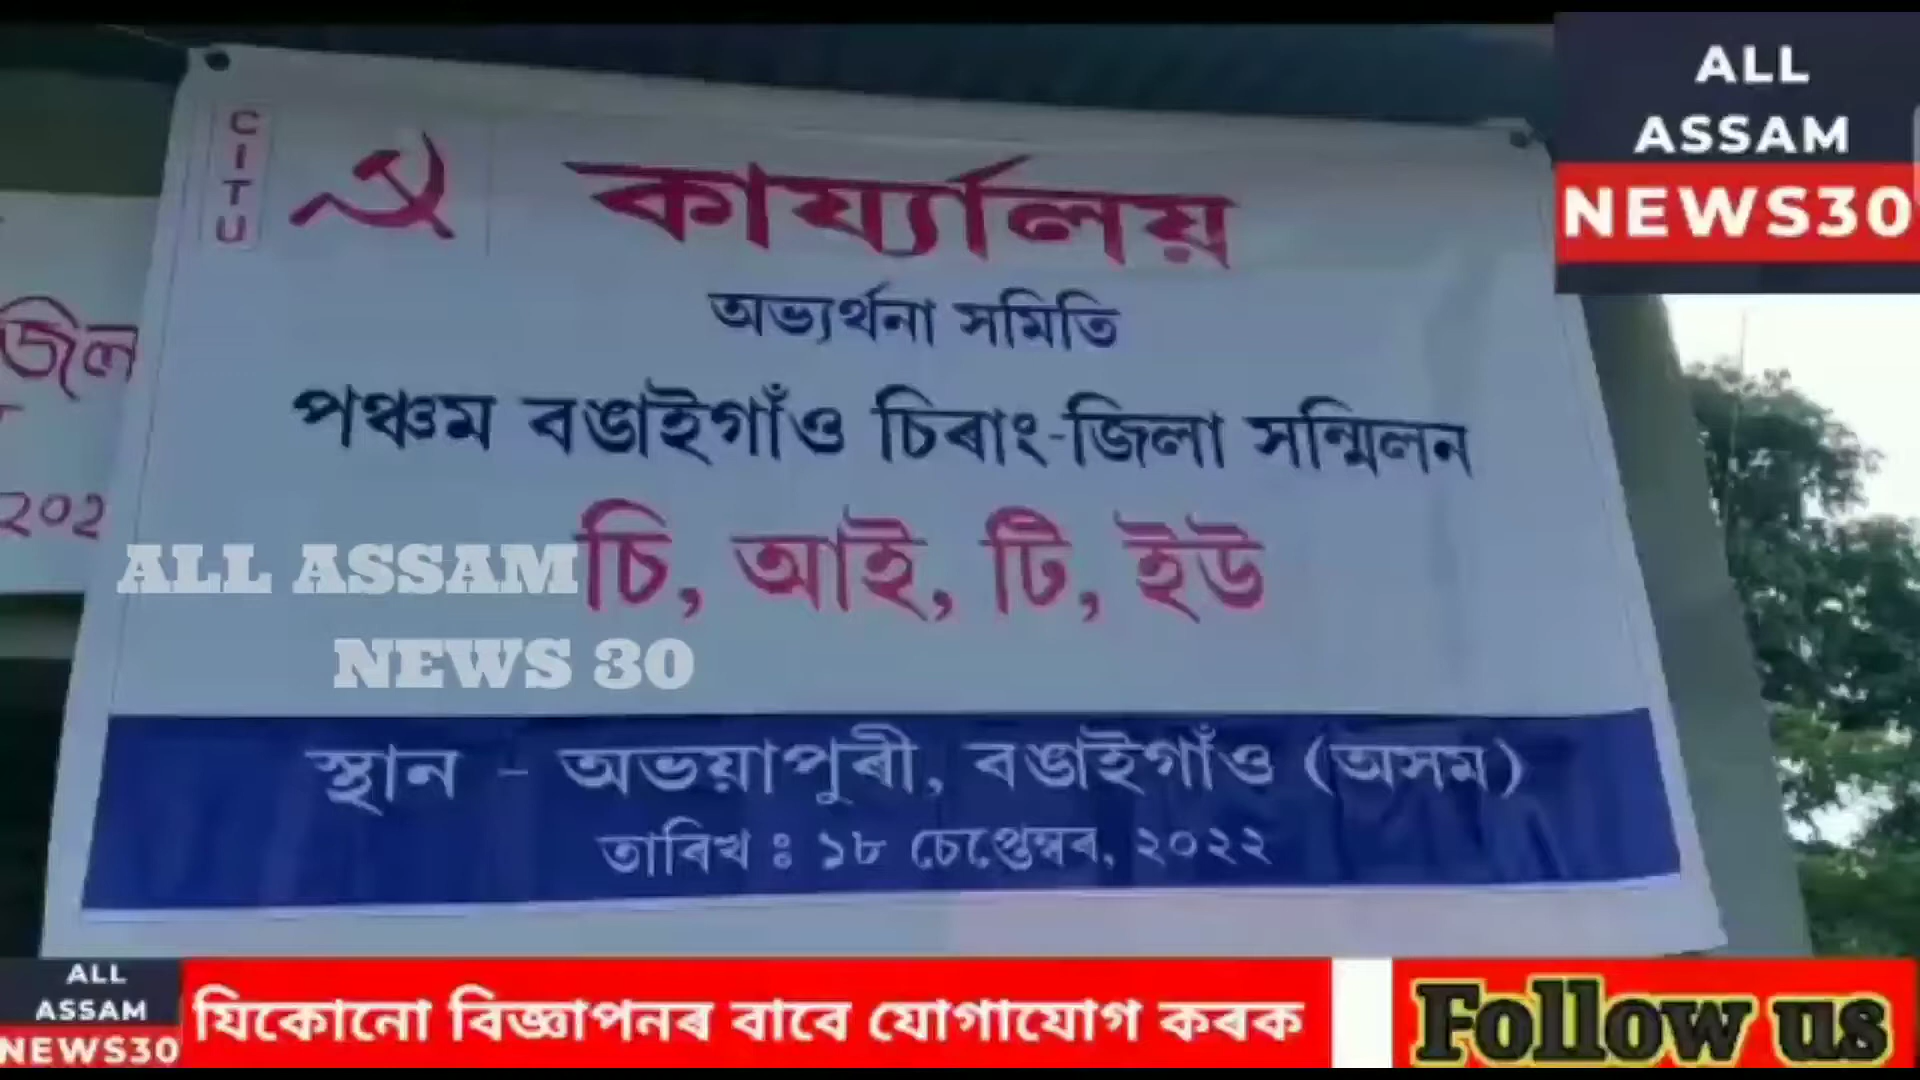 ALL
ASSAM
NEWS30
CITU
কাৰ্য্যালয়
অভ্যৰ্থনা সমিতি
পঞ্চম বঙাইগাঁও চিৰাং-জিলা সন্মিলন
চি, আই, টি, ইউ
জিল
202
ALL ASSAM
NEWS 30
স্থান - অভয়াপুৰী, বঙাইগাঁও (অসম)
তাৰিখ ঃ ১৮ চেপ্তেম্বৰ, ২০২২
ALL
ASSAM
NEWS30
যিকোনো বিজ্ঞাপনৰ বাবে যোগাযোগ কৰক
Follow us